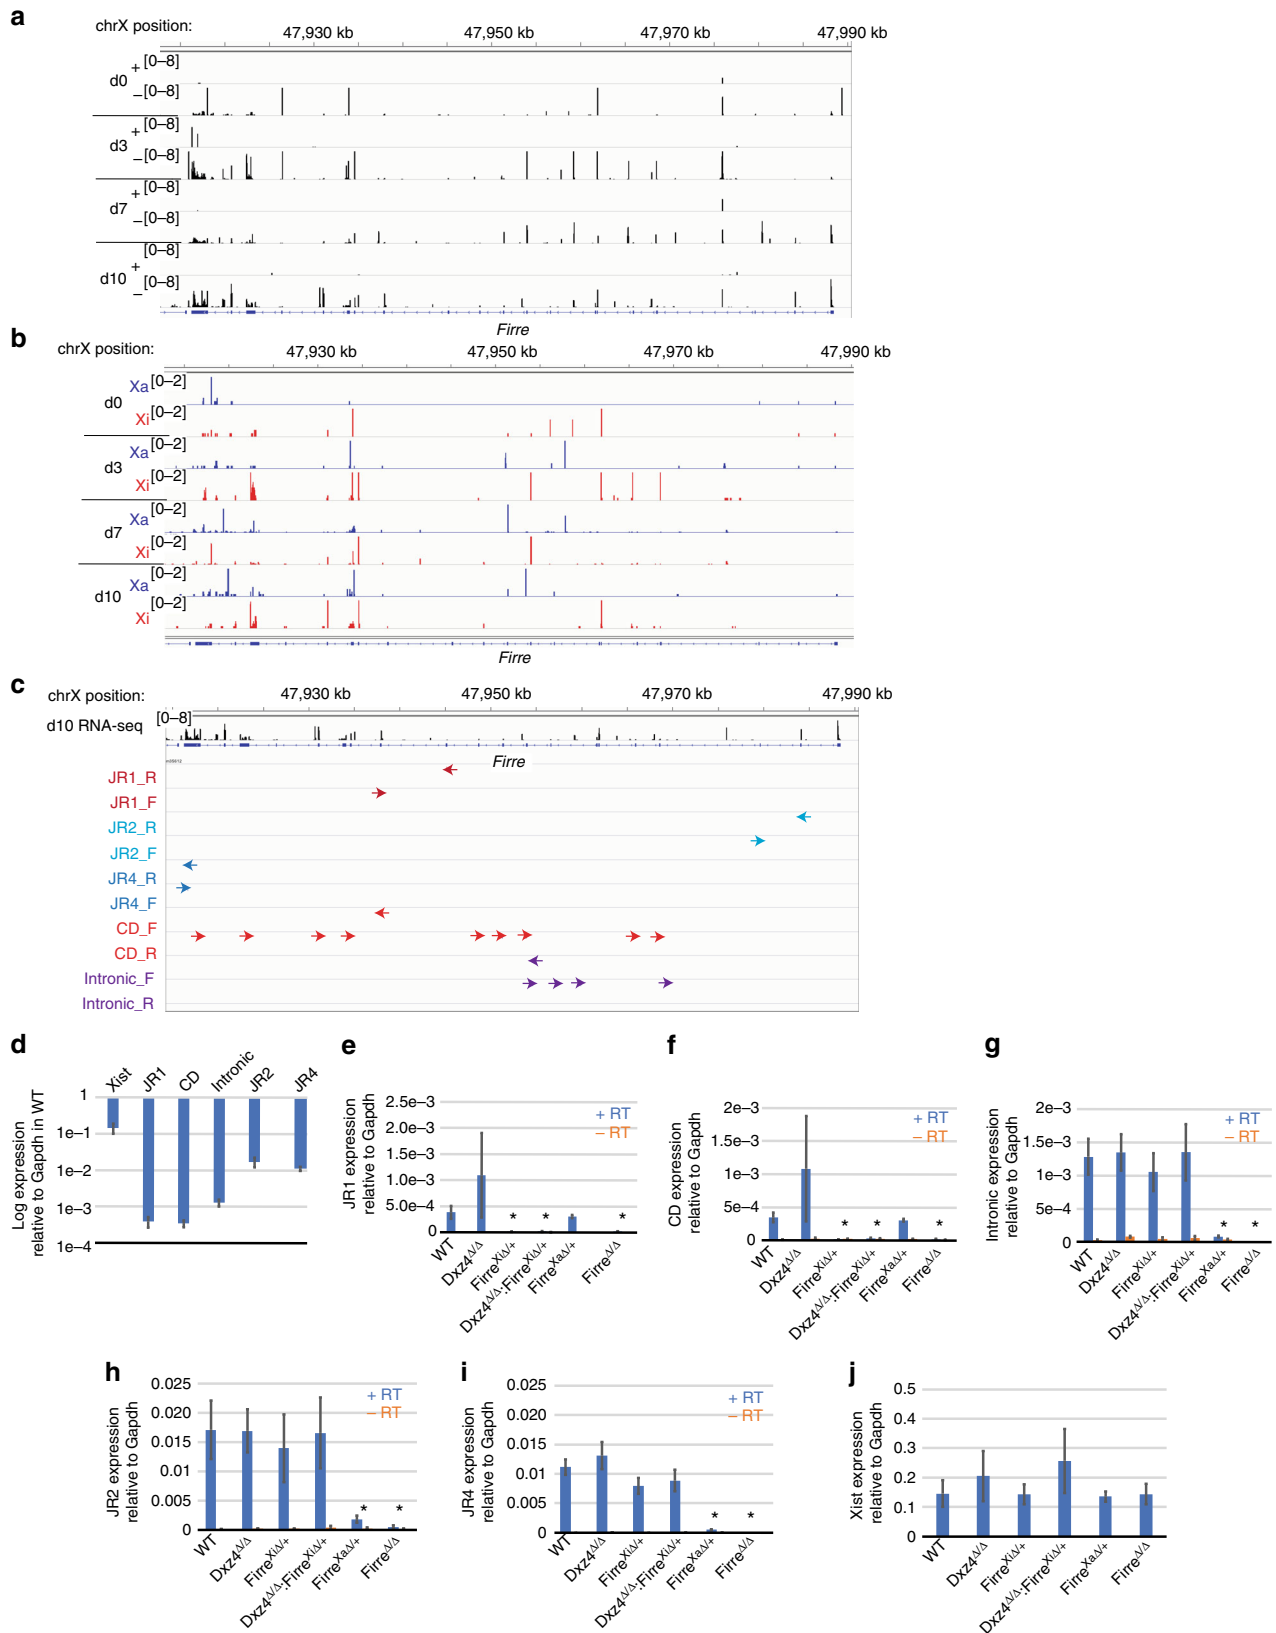 a
chrX position:
47,930 kb 47,950 kb 47,970 kb 47,990 kb
d0 + [0–8]
– [0–8]
d3 + [0–8]
– [0–8]
d7 + [0–8]
– [0–8]
d10 + [0–8]
– [0–8]
Firre
b
chrX position:
47,930 kb 47,950 kb 47,970 kb 47,990 kb
d0 Xa [0–2]
Xi [0–2]
d3 Xa [0–2]
Xi [0–2]
d7 Xa [0–2]
Xi [0–2]
d10 Xa [0–2]
Xi [0–2]
Firre
c
chrX position:
47,930 kb 47,950 kb 47,970 kb 47,990 kb
d10 RNA-seq [0–8]
Firre
JR1_R
JR1_F
JR2_R
JR2_F
JR4_R
JR4_F
CD_F
CD_R
Intronic_F
Intronic_R
d
Xist JR1 CD Intronic JR2 JR4
Log expression
relative to Gapdh in WT
1
1e–1
1e–2
1e–3
1e–4
e
JR1 expression
relative to Gapdh
2.5e–3
2e–3
1.5e–3
1e–3
5.0e–4
0
+ RT
– RT
* * *
WT
Dxz4Δ/Δ
FirreXiΔ/+
Dxz4Δ/Δ:FirreXiΔ/+
FirreXaΔ/+
FirreΔ/Δ
f
CD expression
relative to Gapdh
2e–3
1.5e–3
1e–3
5e–4
0
+ RT
– RT
* * *
WT
Dxz4Δ/Δ
FirreXiΔ/+
Dxz4Δ/Δ:FirreXiΔ/+
FirreXaΔ/+
FirreΔ/Δ
g
Intronic expression
relative to Gapdh
2e–3
1.5e–3
1e–3
5e–4
0
+ RT
– RT
* *
WT
Dxz4Δ/Δ
FirreXiΔ/+
Dxz4Δ/Δ:FirreXiΔ/+
FirreXaΔ/+
FirreΔ/Δ
h
JR2 expression
relative to Gapdh
0.025
0.020
0.015
0.01
0.005
0
+ RT
– RT
* *
WT
Dxz4Δ/Δ
FirreXiΔ/+
Dxz4Δ/Δ:FirreXiΔ/+
FirreXaΔ/+
FirreΔ/Δ
i
JR4 expression
relative to Gapdh
0.025
0.020
0.015
0.01
0.005
0
+ RT
– RT
* *
WT
Dxz4Δ/Δ
FirreXiΔ/+
Dxz4Δ/Δ:FirreXiΔ/+
FirreXaΔ/+
FirreΔ/Δ
j
Xist expression
relative to Gapdh
0.5
0.4
0.3
0.2
0.1
0
WT
Dxz4Δ/Δ
FirreXiΔ/+
Dxz4Δ/Δ:FirreXiΔ/+
FirreXaΔ/+
FirreΔ/Δ